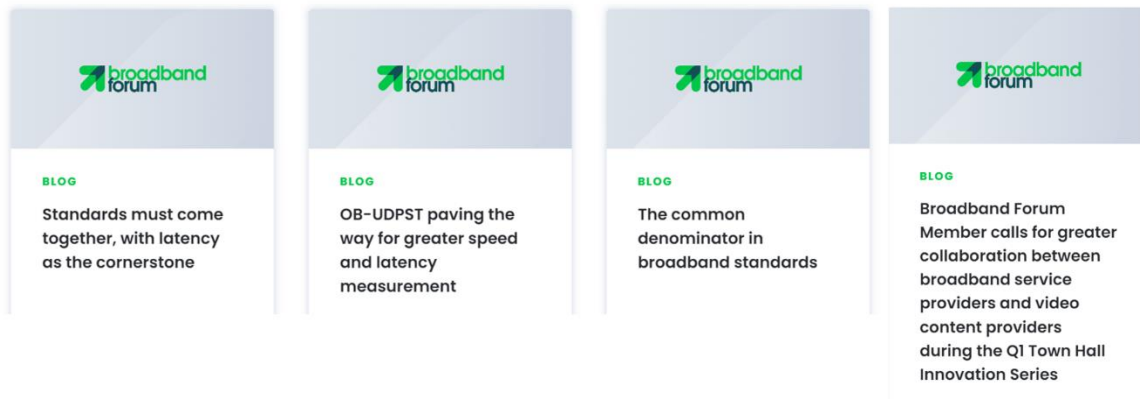 broadband
forum
BLOG
Standards must come
together, with latency
as the cornerstone
broadband
forum
BLOG
OB-UDPST paving the
way for greater speed
and latency
measurement
broadband
forum
BLOG
The common
denominator in
broadband standards
broadband
forum
BLOG
Broadband Forum
Member calls for greater
collaboration between
broadband service
providers and video
content providers
during the Q1 Town Hall
Innovation Series